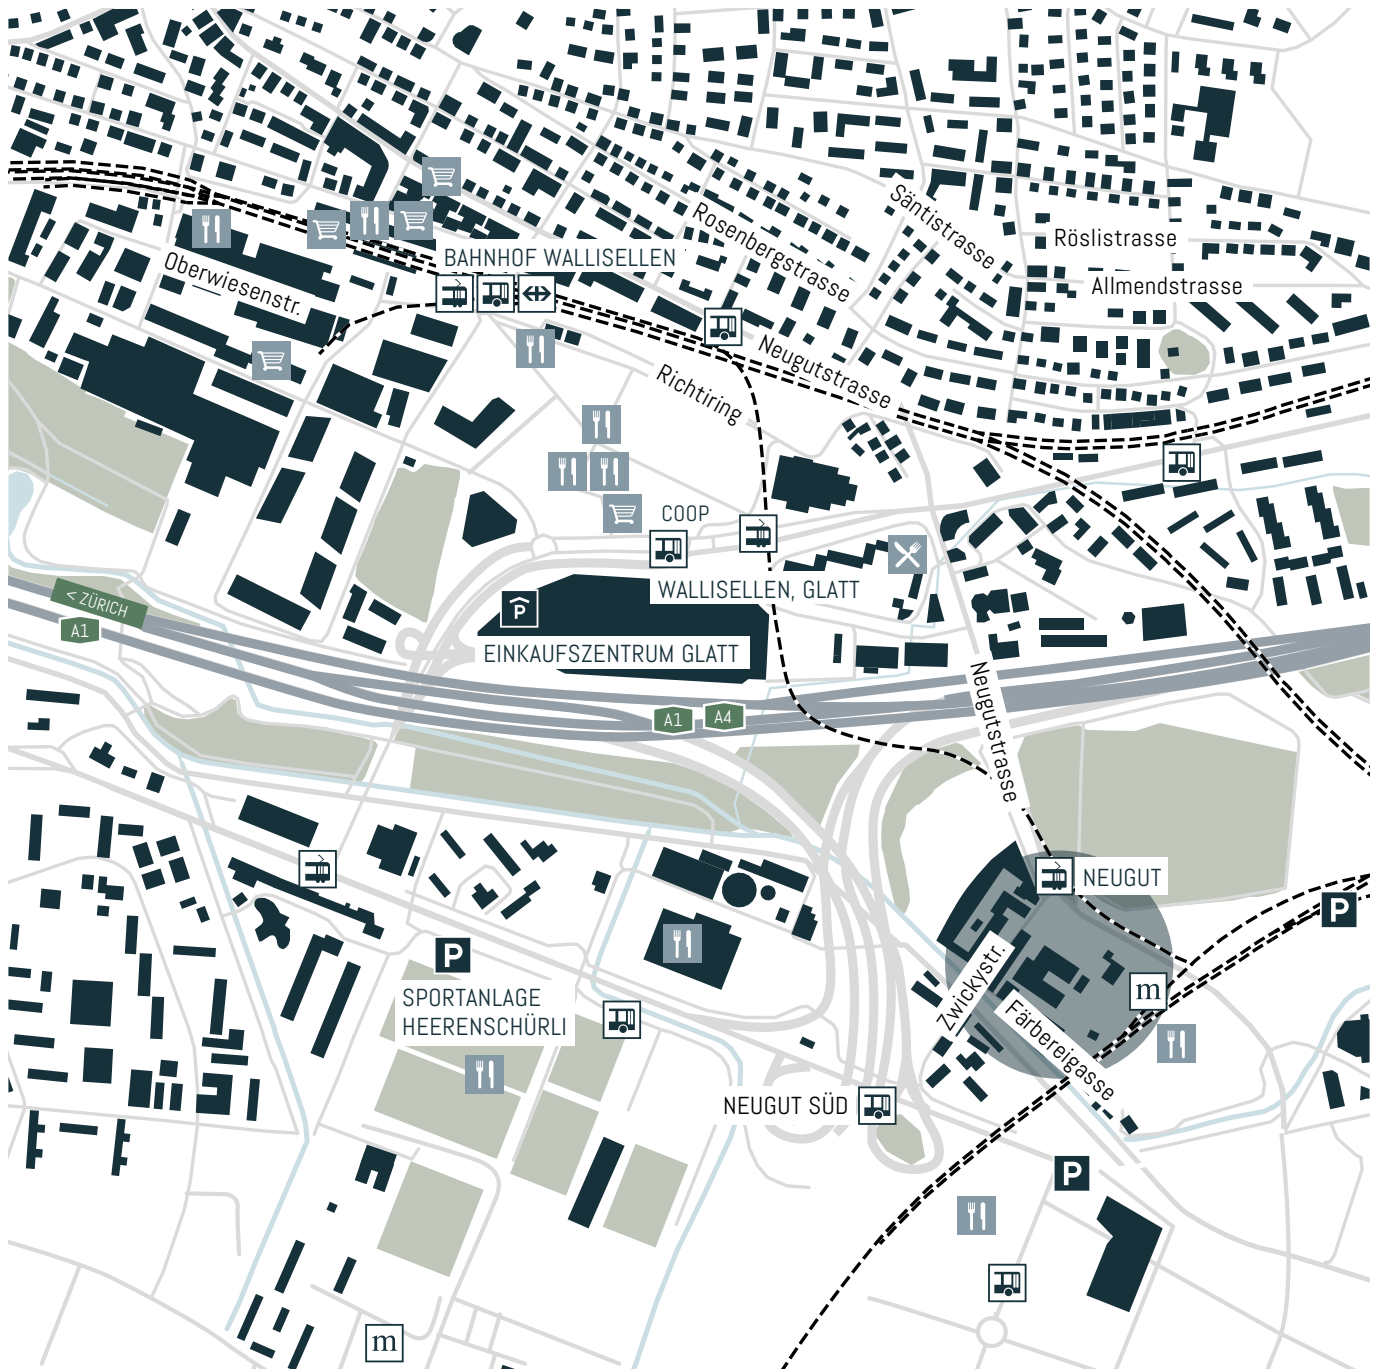 Säntistrasse
Rosenbergstrasse
Röslistrasse
BAHNHOF WALLISELLEN
Oberwiesenstr.
Allmendstrasse
Neugutstrasse
Richtiring
COOP
WALLISELLEN, GLATT
< ZÜRICH
A1
P
EINKAUFSZENTRUM GLATT
A1
A4
Neugutstrasse
NEUGUT
P
P
SPORTANLAGE
HEERENSCHÜRLI
Zwickystr.
m
Färbereigasse
NEUGUT SÜD
P
m